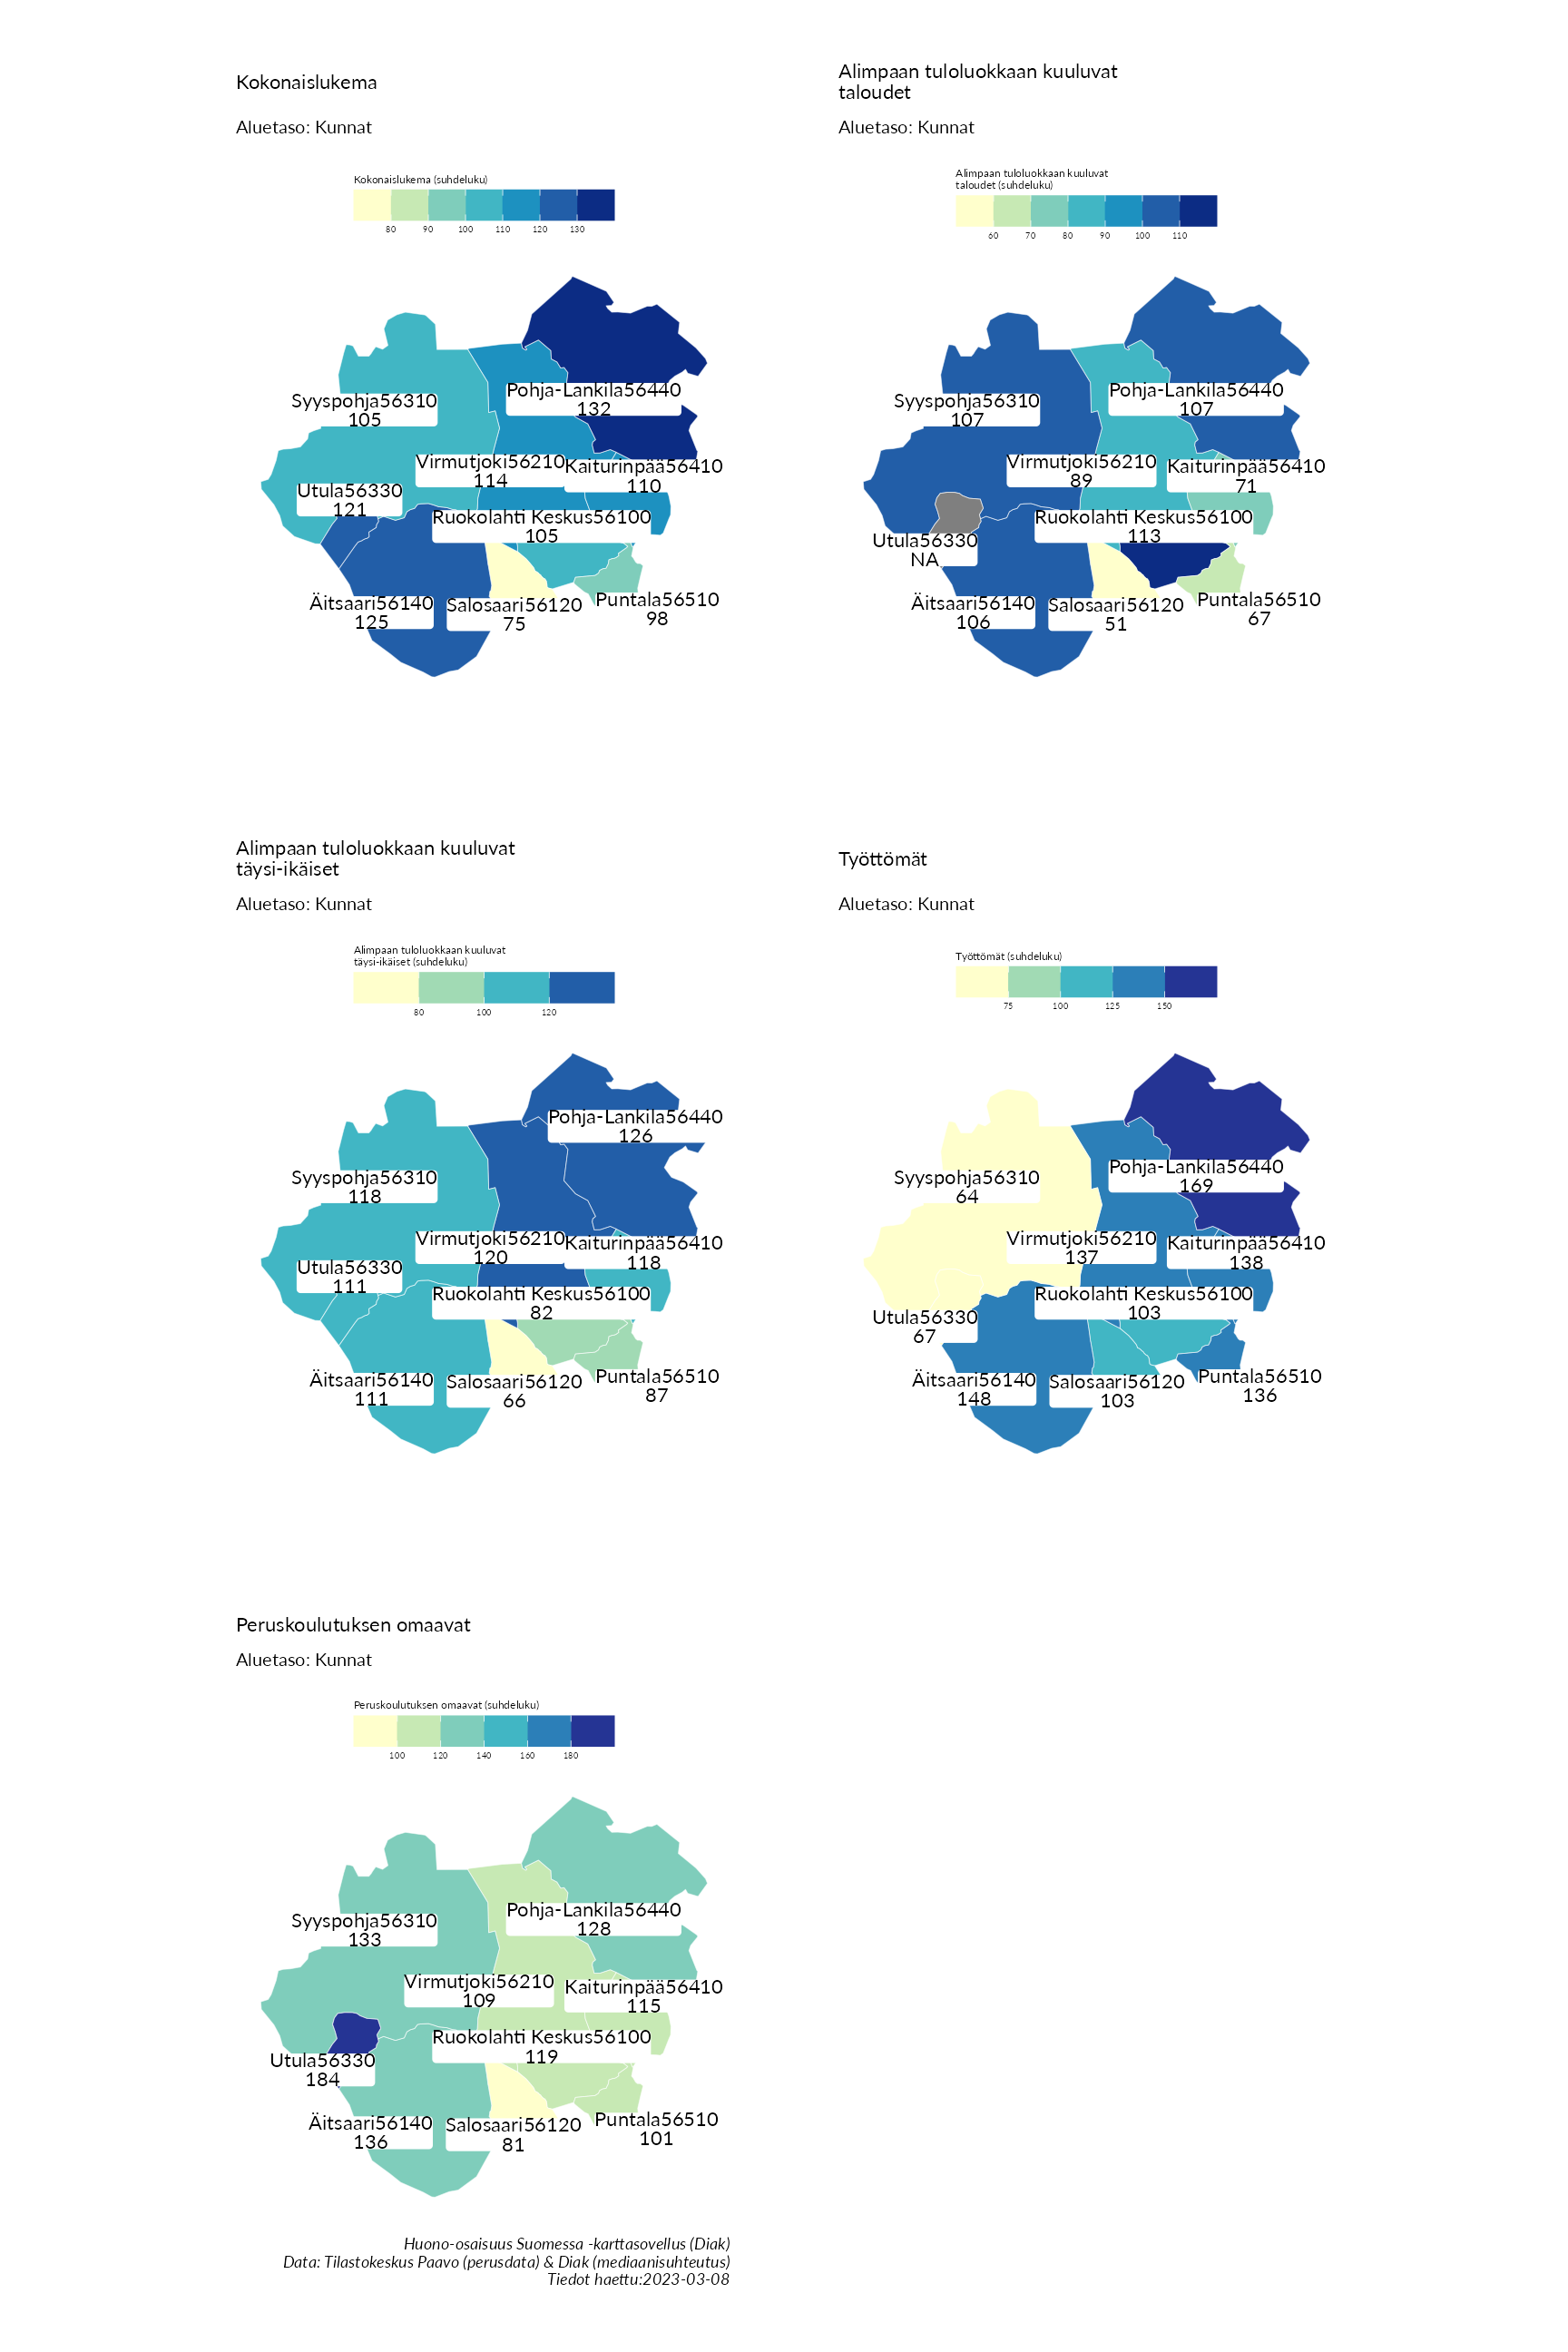 Kokonaislukema
Aluetaso: Kunnat
Kokonaislukema (suhdeluku)
80 90 100 110 120 130
Pohja-Lankila56440
132
Syyspohja56310
105
Virmutjoki56210
114
Kaiturinpää56410
110
Utula56330
121
Ruokolahti Keskus56100
105
Äitsaari56140
125
Salosaari56120
75
Puntala56510
98
Alimpaan tuloluokkaan kuuluvat
taloudet
Aluetaso: Kunnat
Alimpaan tuloluokkaan kuuluvat
taloudet (suhdeluku)
60 70 80 90 100 110
Pohja-Lankila56440
107
Syyspohja56310
107
Virmutjoki56210
89
Kaiturinpää56410
71
Ruokolahti Keskus56100
113
Utula56330
NA
Äitsaari56140
106
Salosaari56120
51
Puntala56510
67
Alimpaan tuloluokkaan kuuluvat
täysi-ikäiset
Aluetaso: Kunnat
Alimpaan tuloluokkaan kuuluvat
täysi-ikäiset (suhdeluku)
80 100 120
Pohja-Lankila56440
126
Syyspohja56310
118
Virmutjoki56210
120
Kaiturinpää56410
118
Utula56330
111
Ruokolahti Keskus56100
82
Äitsaari56140
111
Salosaari56120
66
Puntala56510
87
Työttömät
Aluetaso: Kunnat
Työttömät (suhdeluku)
75 100 125 150
Pohja-Lankila56440
169
Syyspohja56310
64
Virmutjoki56210
137
Kaiturinpää56410
138
Ruokolahti Keskus56100
103
Utula56330
67
Äitsaari56140
148
Salosaari56120
103
Puntala56510
136
Peruskoulutuksen omaavat
Aluetaso: Kunnat
Peruskoulutuksen omaavat (suhdeluku)
100 120 140 160 180
Pohja-Lankila56440
128
Syyspohja56310
133
Virmutjoki56210
109
Kaiturinpää56410
115
Ruokolahti Keskus56100
119
Utula56330
184
Äitsaari56140
136
Salosaari56120
81
Puntala56510
101
Huono-osaisuus Suomessa -karttasovellus (Diak)
Data: Tilastokeskus Paavo (perusdata) & Diak (mediaanisuhteutus)
Tiedot haettu:2023-03-08